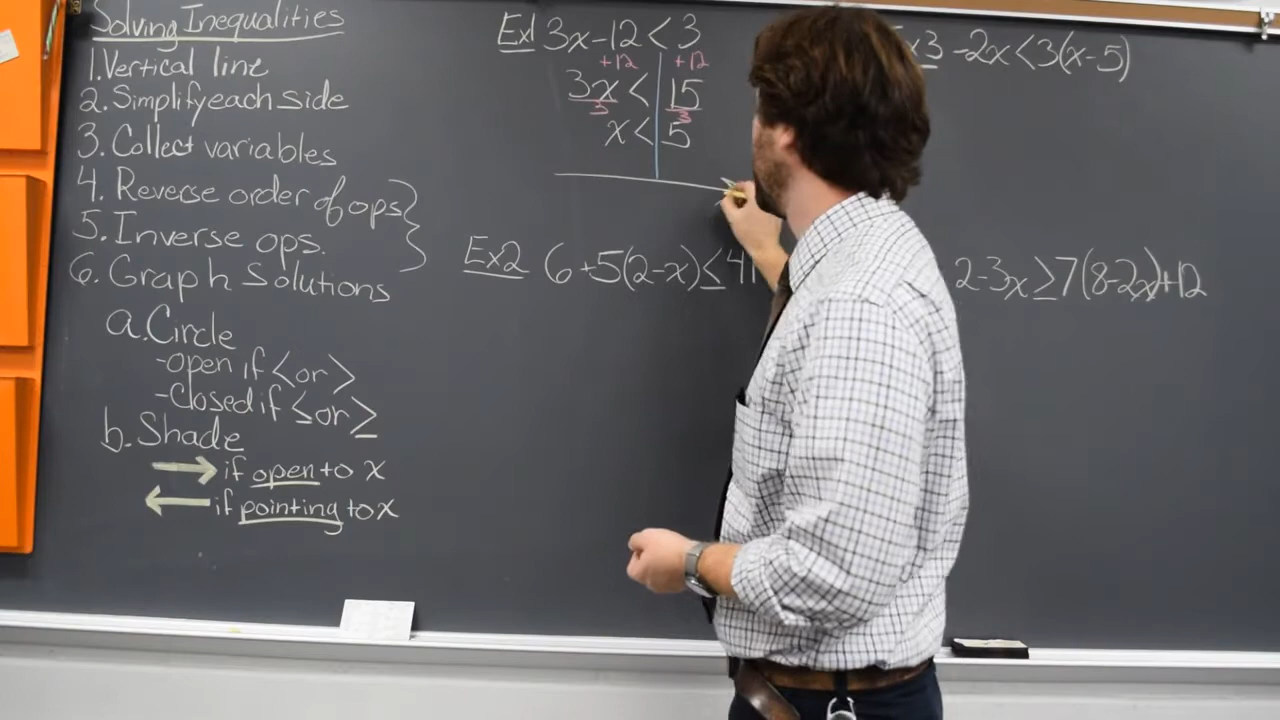 Solving Inequalities
1. Vertical line
2. Simplify each side
3. Collect variables
4. Reverse order of ops
5. Inverse ops.
6. Graph Solutions
a. Circle
-open if < or >
-Closed if ≤ or ≥
b. Shade
→ if open to x
← if pointing to x
Ex1 3x-12<3
+12 +12
3x < 15
3 3
x < 5
Ex2 6+5(2-x)≤41
x3 -2x<3(x-5)
2-3x≥7(8-2x)+12